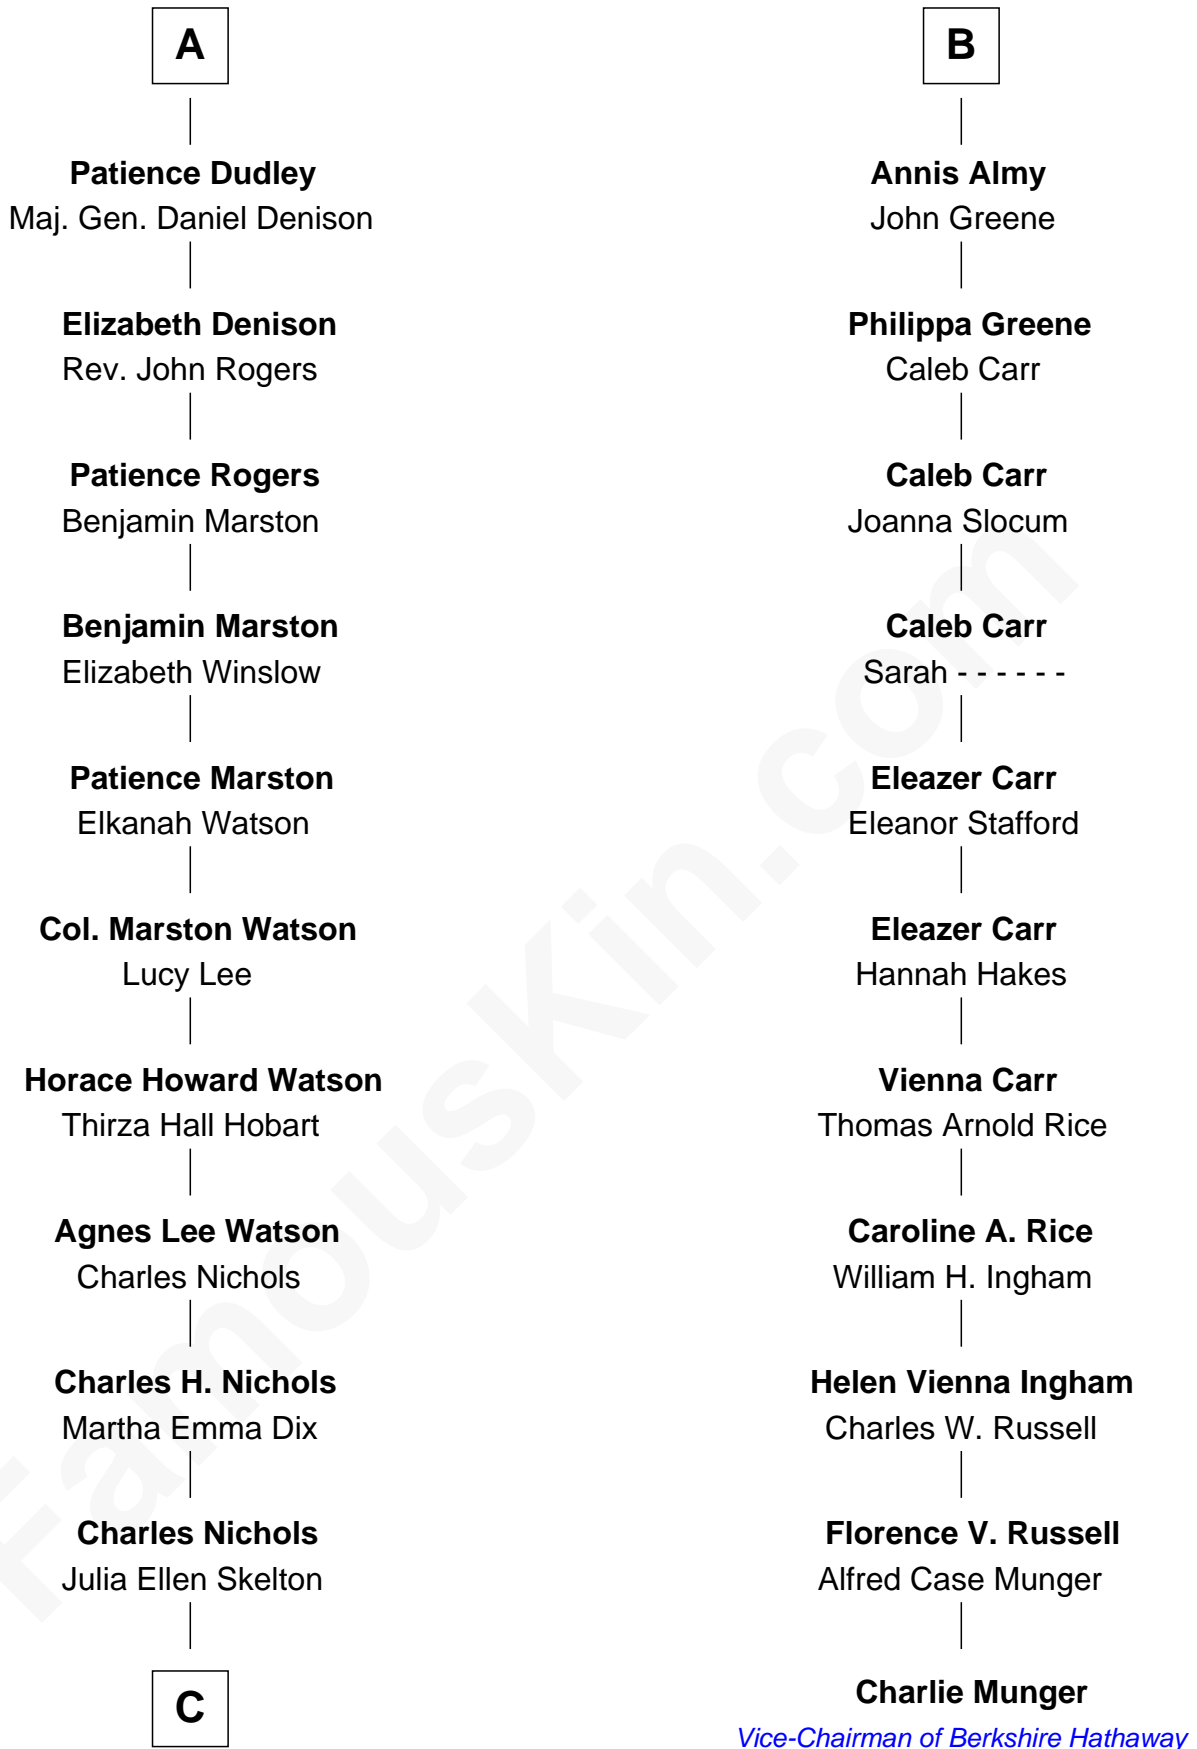 A
Patience Dudley
Maj. Gen. Daniel Denison
Elizabeth Denison
Rev. John Rogers
Patience Rogers
Benjamin Marston
Benjamin Marston
Elizabeth Winslow
Patience Marston
Elkanah Watson
Col. Marston Watson
Lucy Lee
Horace Howard Watson
Thirza Hall Hobart
Agnes Lee Watson
Charles Nichols
Charles H. Nichols
Martha Emma Dix
Charles Nichols
Julia Ellen Skelton
C
B
Annis Almy
John Greene
Philippa Greene
Caleb Carr
Caleb Carr
Joanna Slocum
Caleb Carr
Sarah - - - - - -
Eleazer Carr
Eleanor Stafford
Eleazer Carr
Hannah Hakes
Vienna Carr
Thomas Arnold Rice
Caroline A. Rice
William H. Ingham
Helen Vienna Ingham
Charles W. Russell
Florence V. Russell
Alfred Case Munger
Charlie Munger
Vice-Chairman of Berkshire Hathaway
FamousKin.com